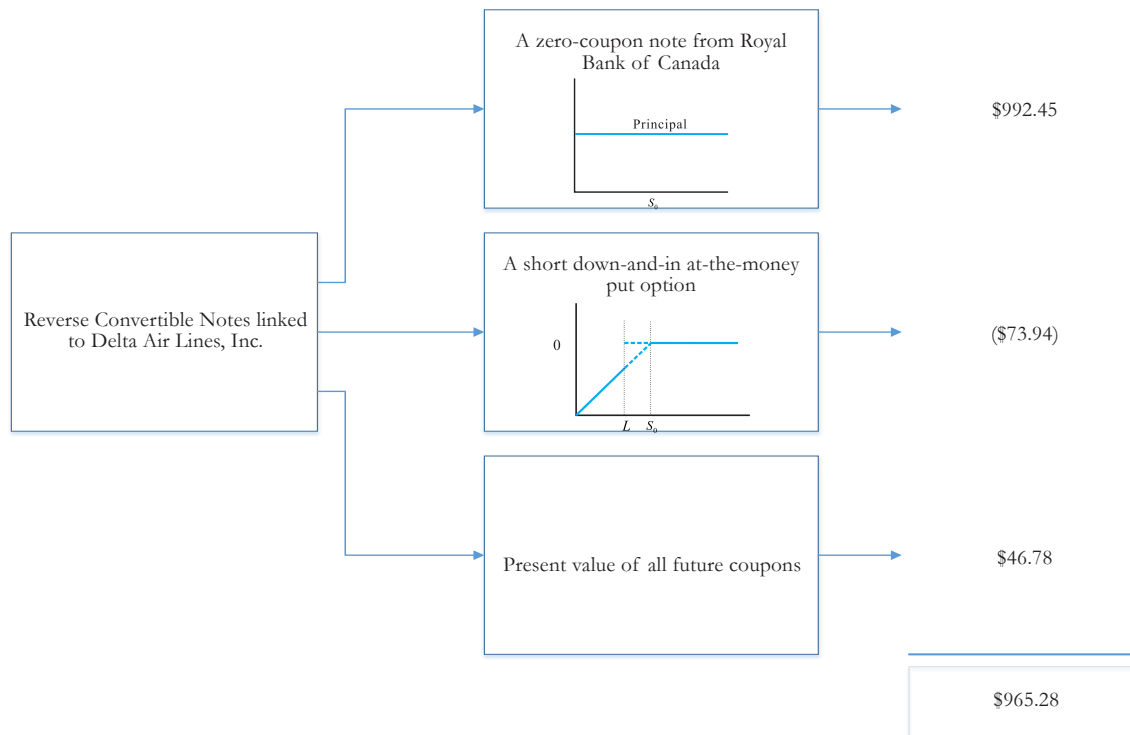 A zero-coupon note from Royal
Bank of Canada
Principal
S₀
$992.45
Reverse Convertible Notes linked
to Delta Air Lines, Inc.
A short down-and-in at-the-money
put option
0
L S₀
($73.94)
Present value of all future coupons
$46.78
$965.28